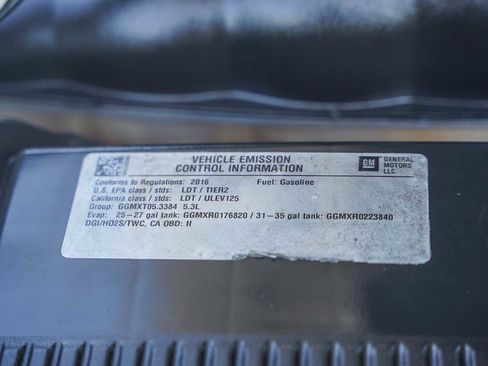 VEHICLE EMISSION
CONTROL INFORMATION
GM GENERAL MOTORS LLC
Conforms to Regulations: 2016 Fuel: Gasoline
U.S. EPA class / stds: LDT / TIER2
California class / stds: LDT / ULEV125
Group: GGMXT05.3384 5.3L
Evap: 25-27 gal tank: GGMXR0176820 / 31-35 gal tank: GGMXR0223840
DGI/HO2S/TWC, CA OBD: II